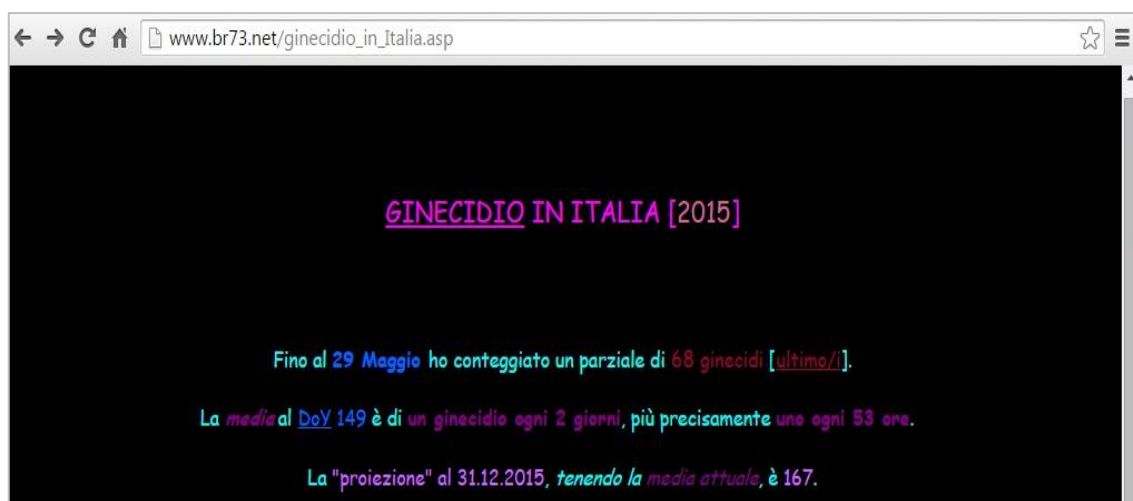 www.br73.net/ginecidio_in_Italia.asp
GINECIDIO IN ITALIA [2015]
Fino al 29 Maggio ho conteggiato un parziale di 68 ginecidi [ultimo/i].
La media al DoY 149 è di un ginecidio ogni 2 giorni, più precisamente uno ogni 53 ore.
La "proiezione" al 31.12.2015, tenendo la media attuale, è 167.